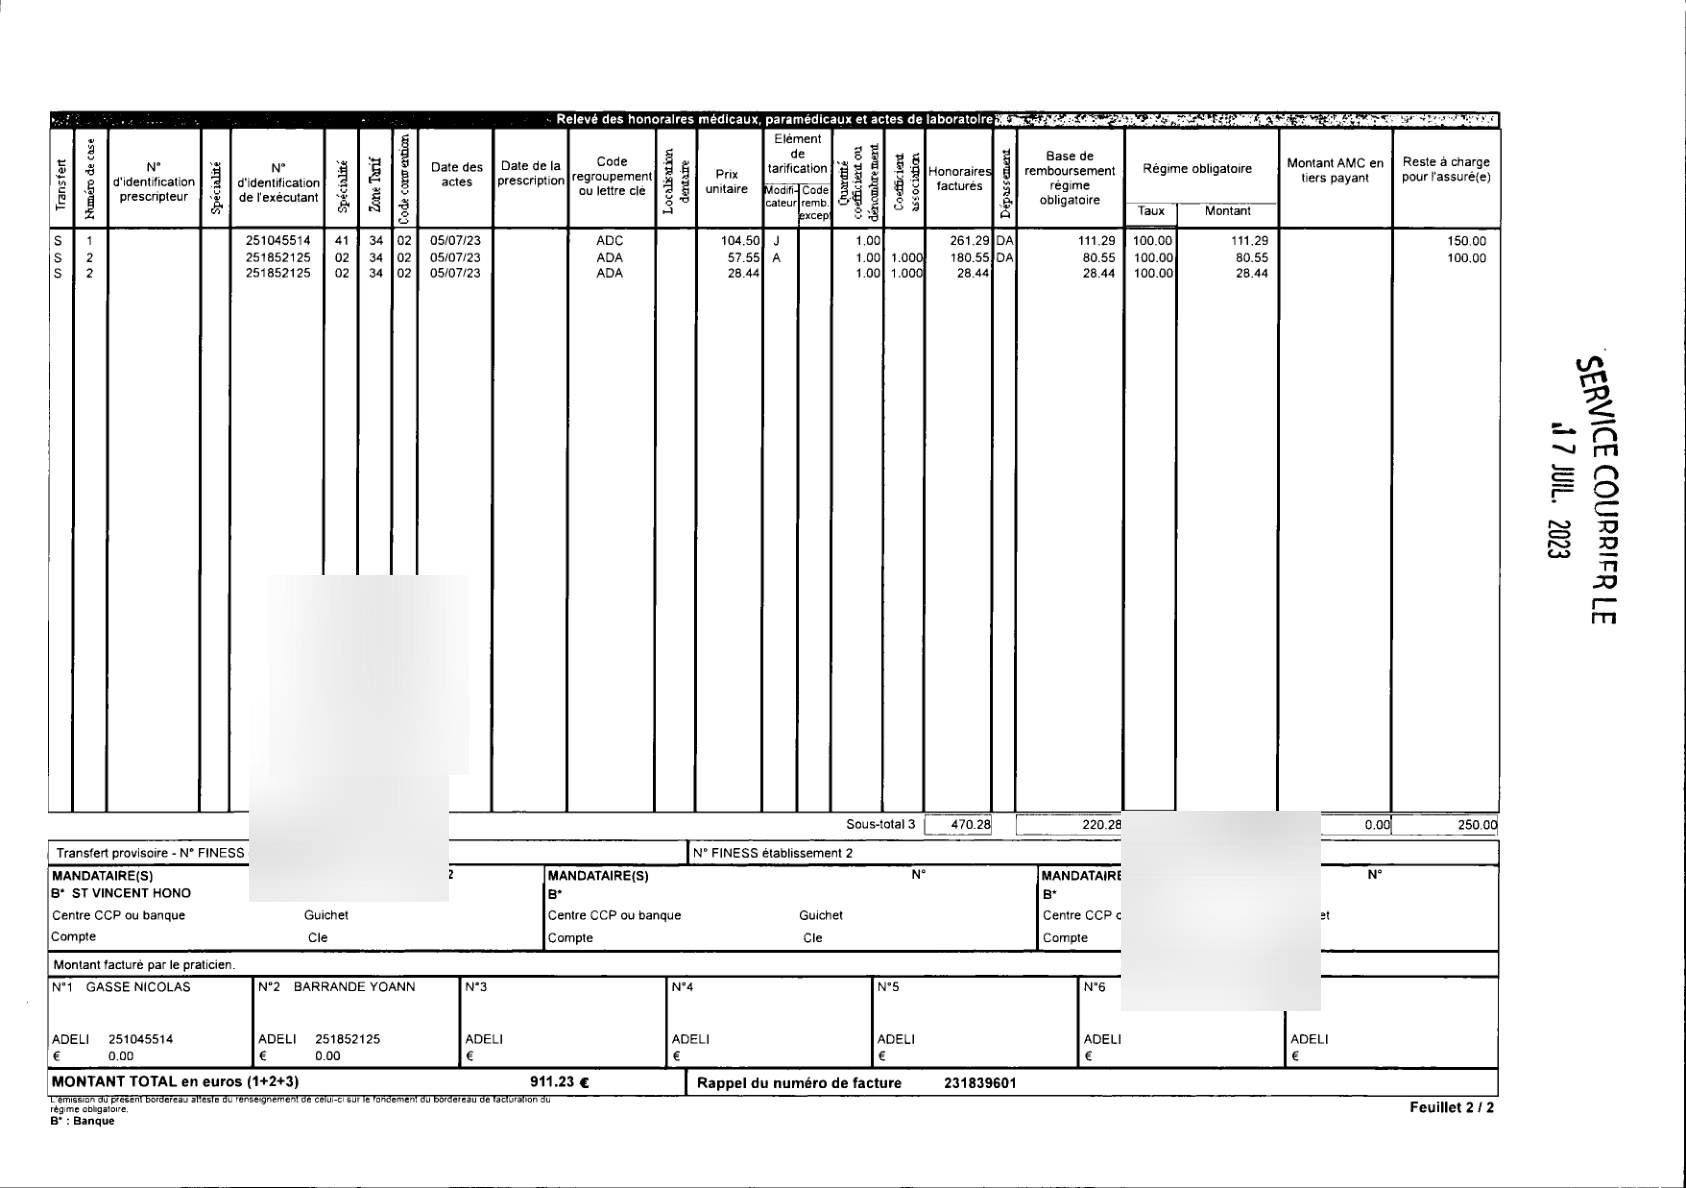 Relevé des honoraires médicaux, paramédicaux et actes de laboratoire
Transfert
Numéro de case
N° d'identification prescripteur
Spécialité
N° d'identification de l'exécutant
Spécialité
Zone Tarif
Code convention
Date des actes
Date de la prescription
Code regroupement ou lettre clé
Localisation dentaire
Prix unitaire
Elément de tarification
Modifi-cateur
Code remb. except
Quantité coefficient ou dénombrement
Coefficient association
Honoraires facturés
Dépassement
Base de remboursement régime obligatoire
Régime obligatoire
Taux
Montant
Montant AMC en tiers payant
Reste à charge pour l'assuré(e)
S 1 251045514 41 34 02 05/07/23 ADC 104.50 J 1.00 261.29 DA 111.29 100.00 111.29 150.00
S 2 251852125 02 34 02 05/07/23 ADA 57.55 A 1.00 1.000 180.55 DA 80.55 100.00 80.55 100.00
S 2 251852125 02 34 02 05/07/23 ADA 28.44 1.00 1.000 28.44 28.44 100.00 28.44
Sous-total 3 470.28 220.28 0.00 250.00
Transfert provisoire - N° FINESS
N° FINESS établissement 2
MANDATAIRE(S) 2
B* ST VINCENT HONO
Centre CCP ou banque Guichet
Compte Cle
MANDATAIRE(S) N°
B*
Centre CCP ou banque Guichet
Compte Cle
MANDATAIRE N°
B*
Centre CCP
Compte
Montant facturé par le praticien.
N°1 GASSE NICOLAS
ADELI 251045514
€ 0.00
N°2 BARRANDE YOANN
ADELI 251852125
€ 0.00
N°3
ADELI
€
N°4
ADELI
€
N°5
ADELI
€
N°6
ADELI
€
ADELI
€
MONTANT TOTAL en euros (1+2+3) 911.23 €
Rappel du numéro de facture 231839601
L'émission du présent bordereau atteste du renseignement de celui-ci sur le fondement du bordereau de facturation du
régime obligatoire.
B* : Banque
Feuillet 2 / 2
SERVICE COURRIER LE
17 JUIL. 2023